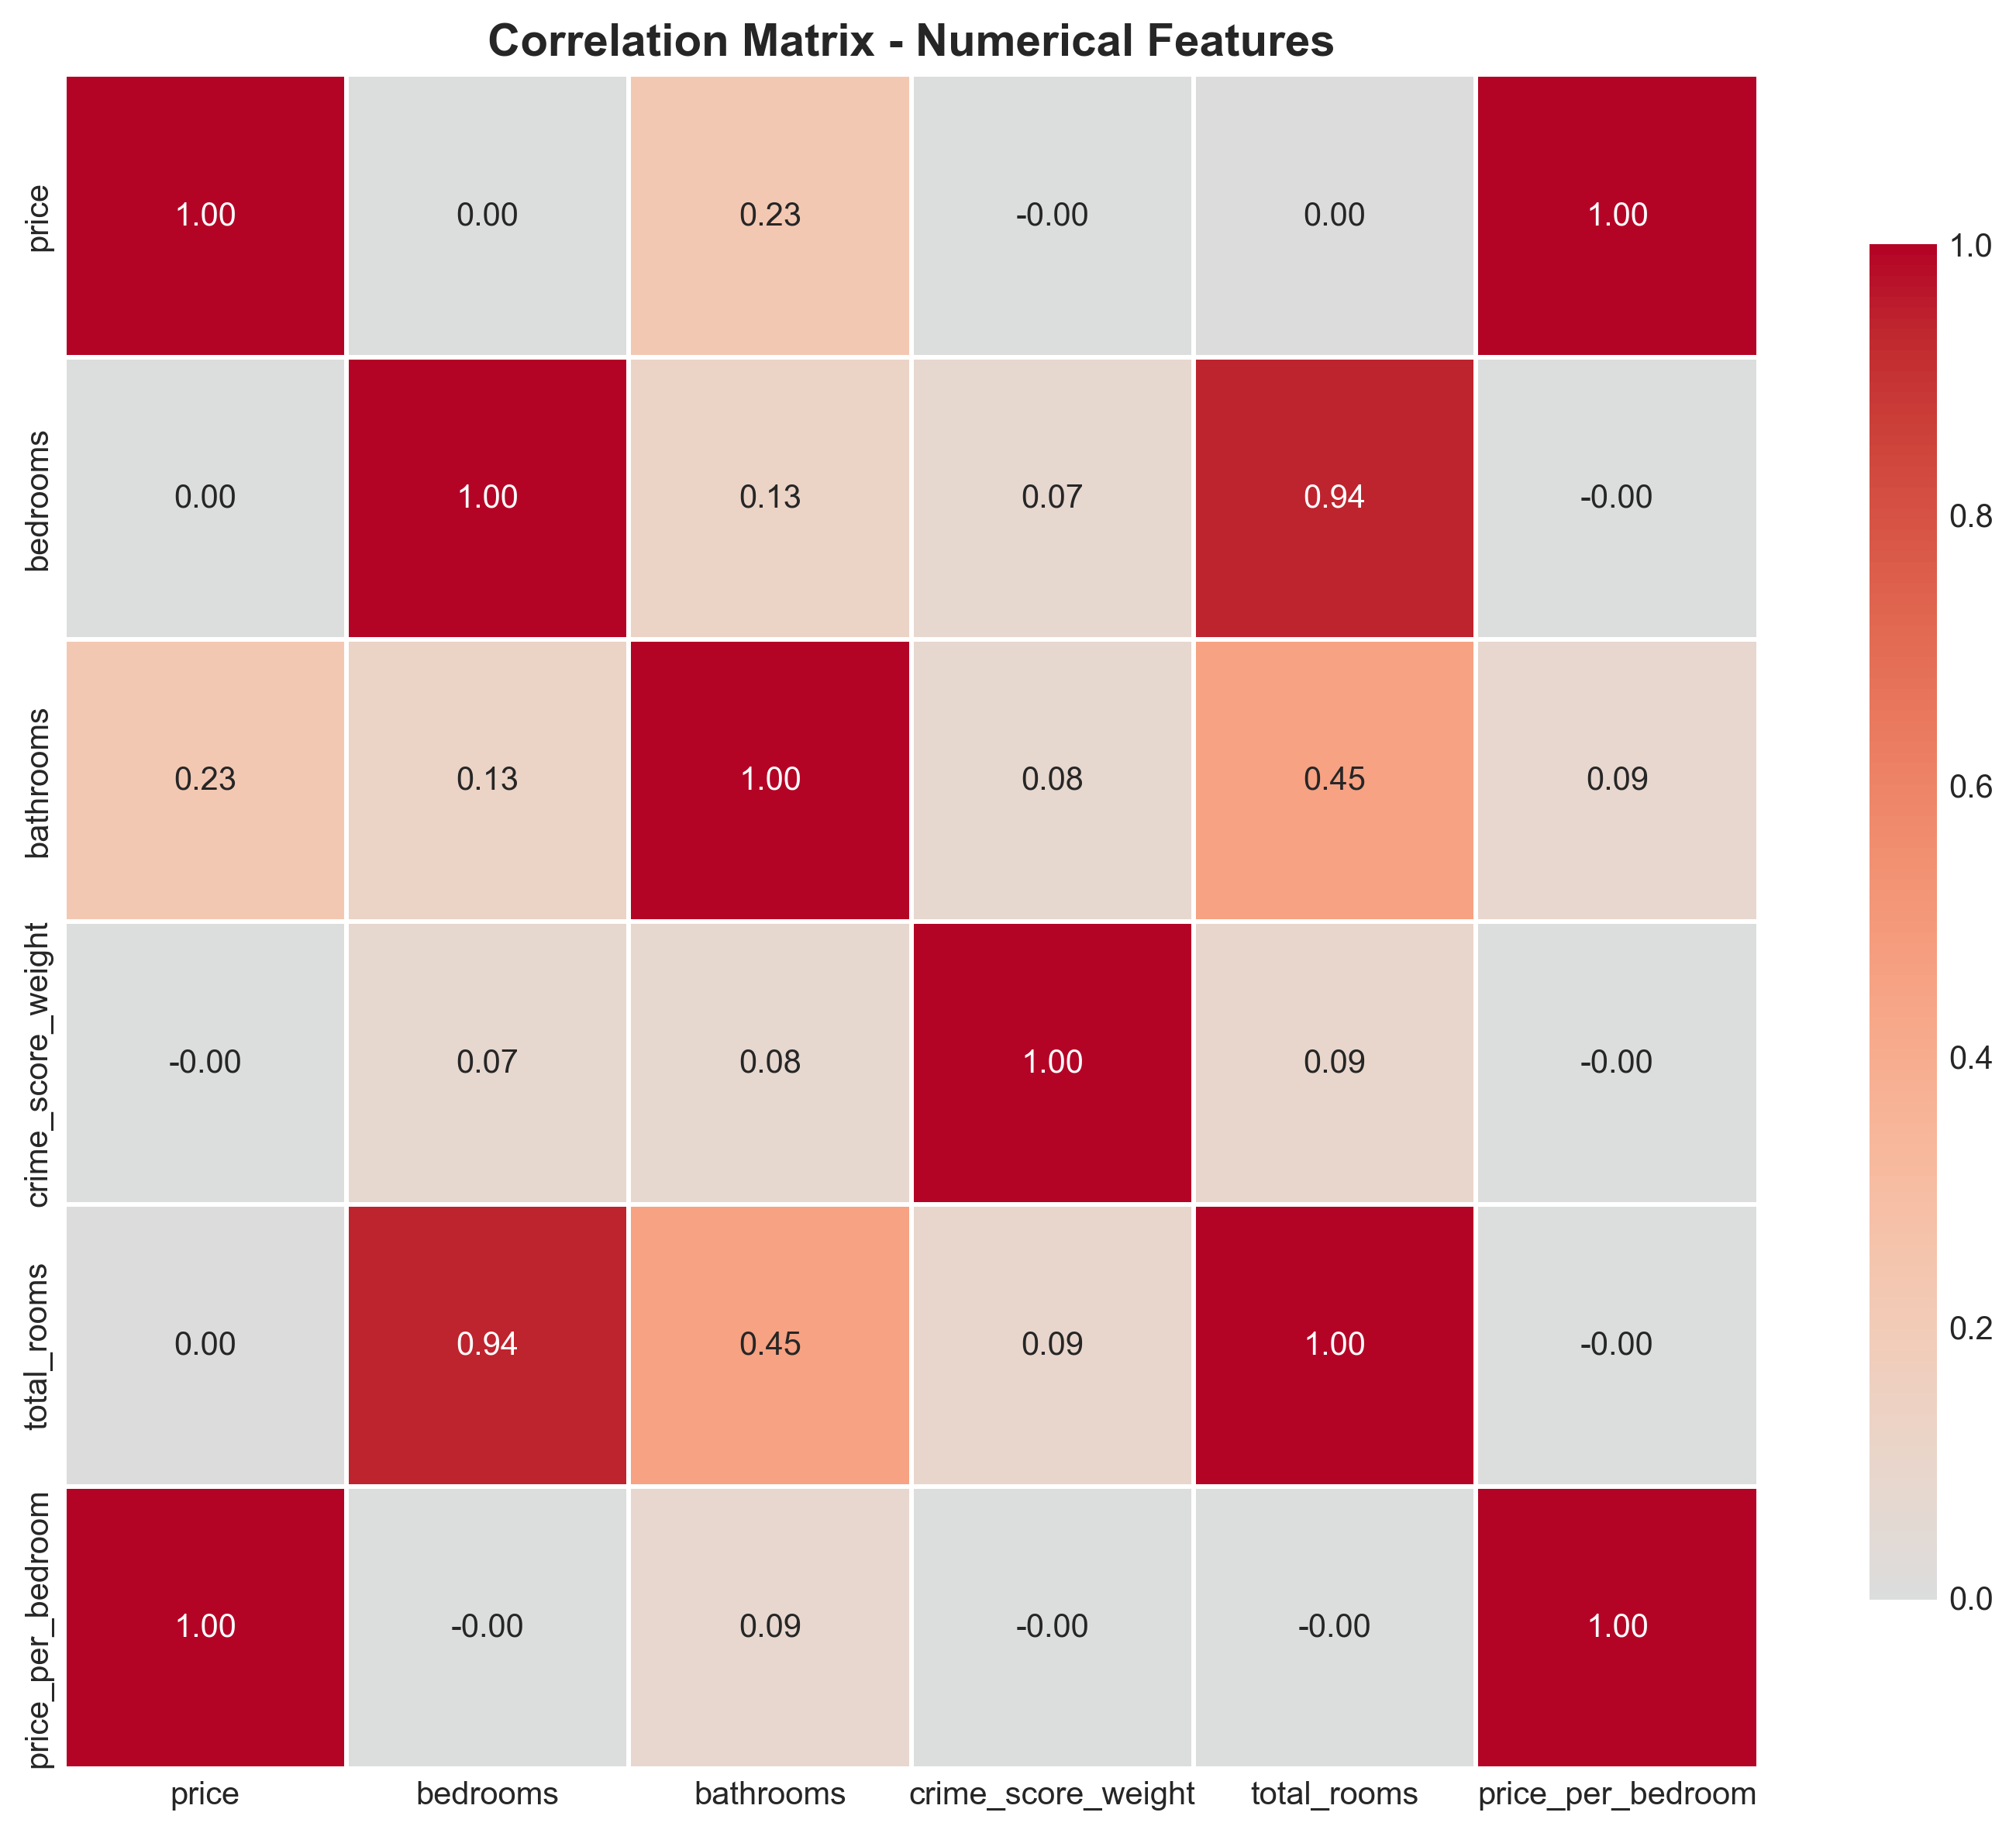 Correlation Matrix - Numerical Features
price 1.00 0.00 0.23 -0.00 0.00 1.00
bedrooms 0.00 1.00 0.13 0.07 0.94 -0.00
bathrooms 0.23 0.13 1.00 0.08 0.45 0.09
crime_score_weight -0.00 0.07 0.08 1.00 0.09 -0.00
total_rooms 0.00 0.94 0.45 0.09 1.00 -0.00
price_per_bedroom 1.00 -0.00 0.09 -0.00 -0.00 1.00
price bedrooms bathrooms crime_score_weight total_rooms price_per_bedroom
1.0
0.8
0.6
0.4
0.2
0.0